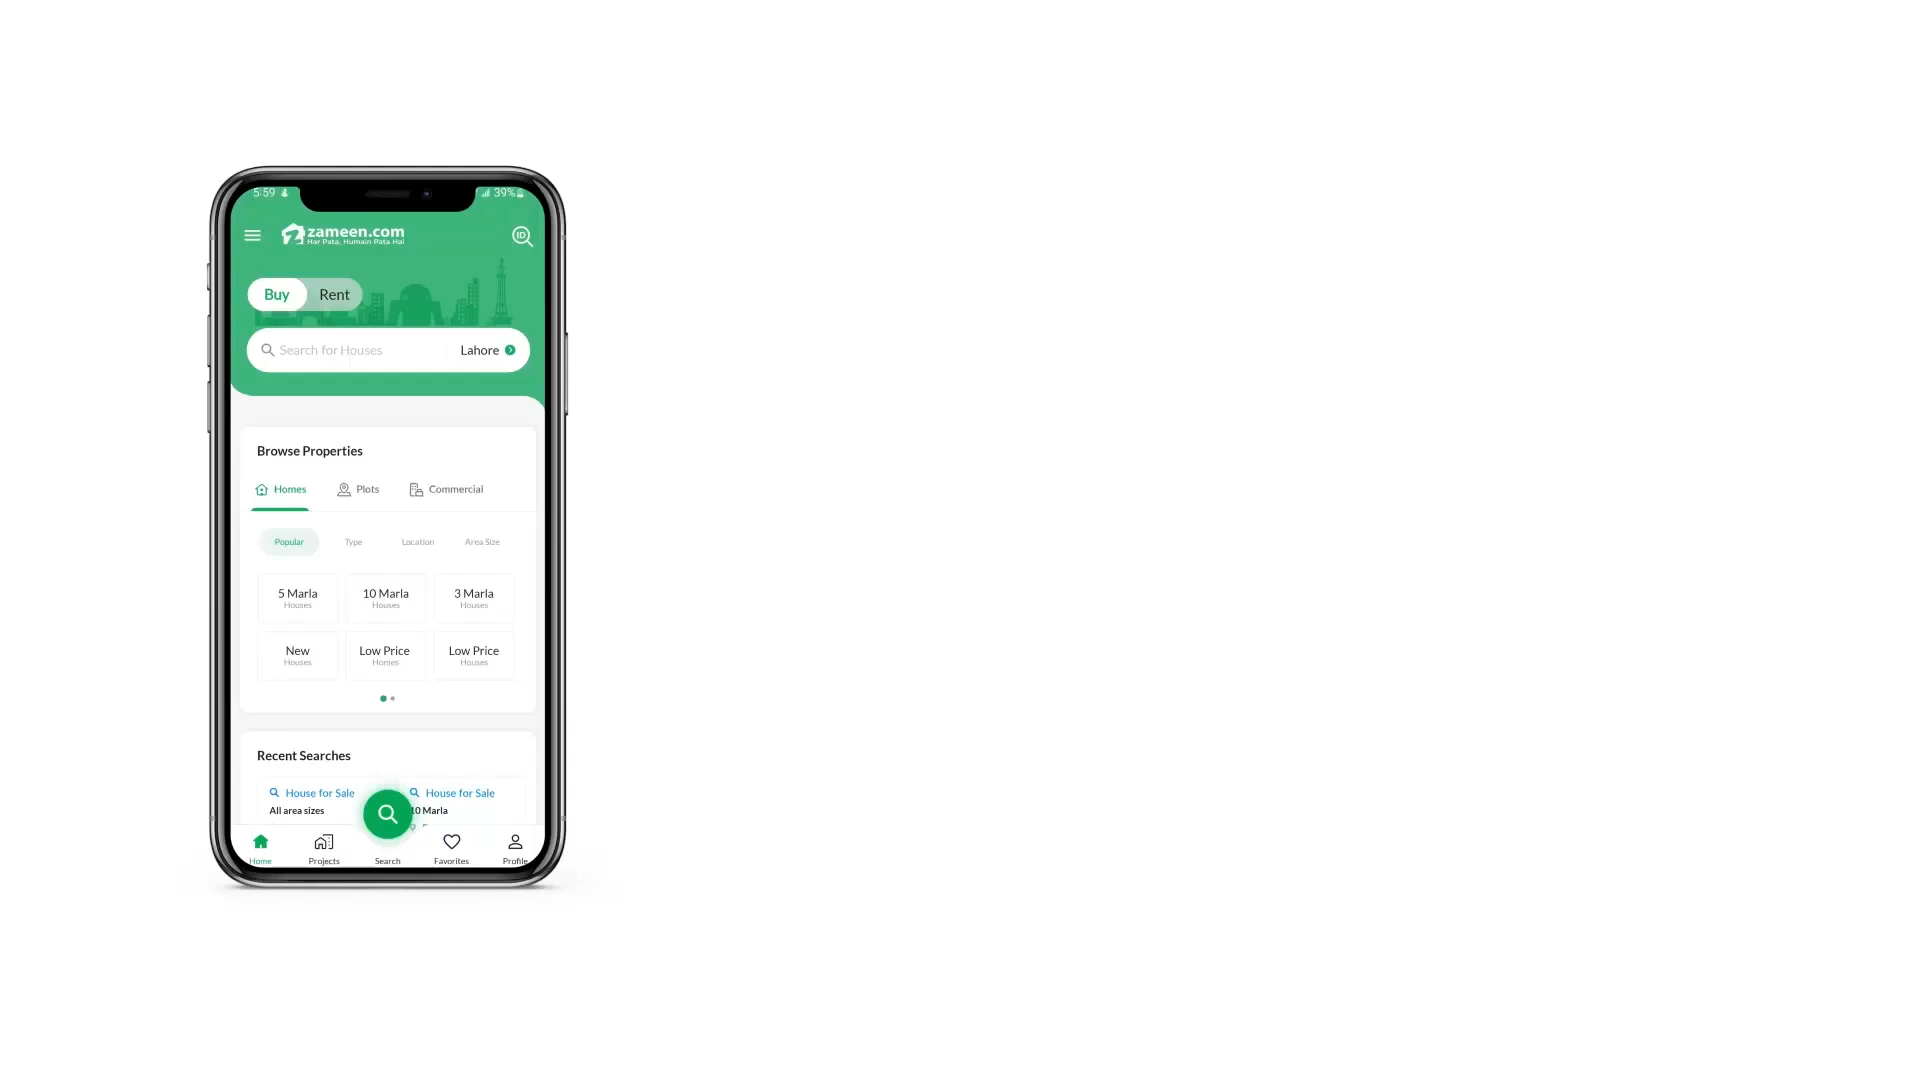 5:59
39%
zameen.com
Har Pata, Humain Pata Hai
ID
Buy Rent
Search for Houses Lahore
Browse Properties
Homes Plots Commercial
Popular Type Location Area Size
5 Marla 10 Marla 3 Marla
Houses Houses Houses
New Low Price Low Price
Houses Homes Houses
Recent Searches
House for Sale House for Sale
All area sizes 10 Marla
Home Projects Search Favorites Profile